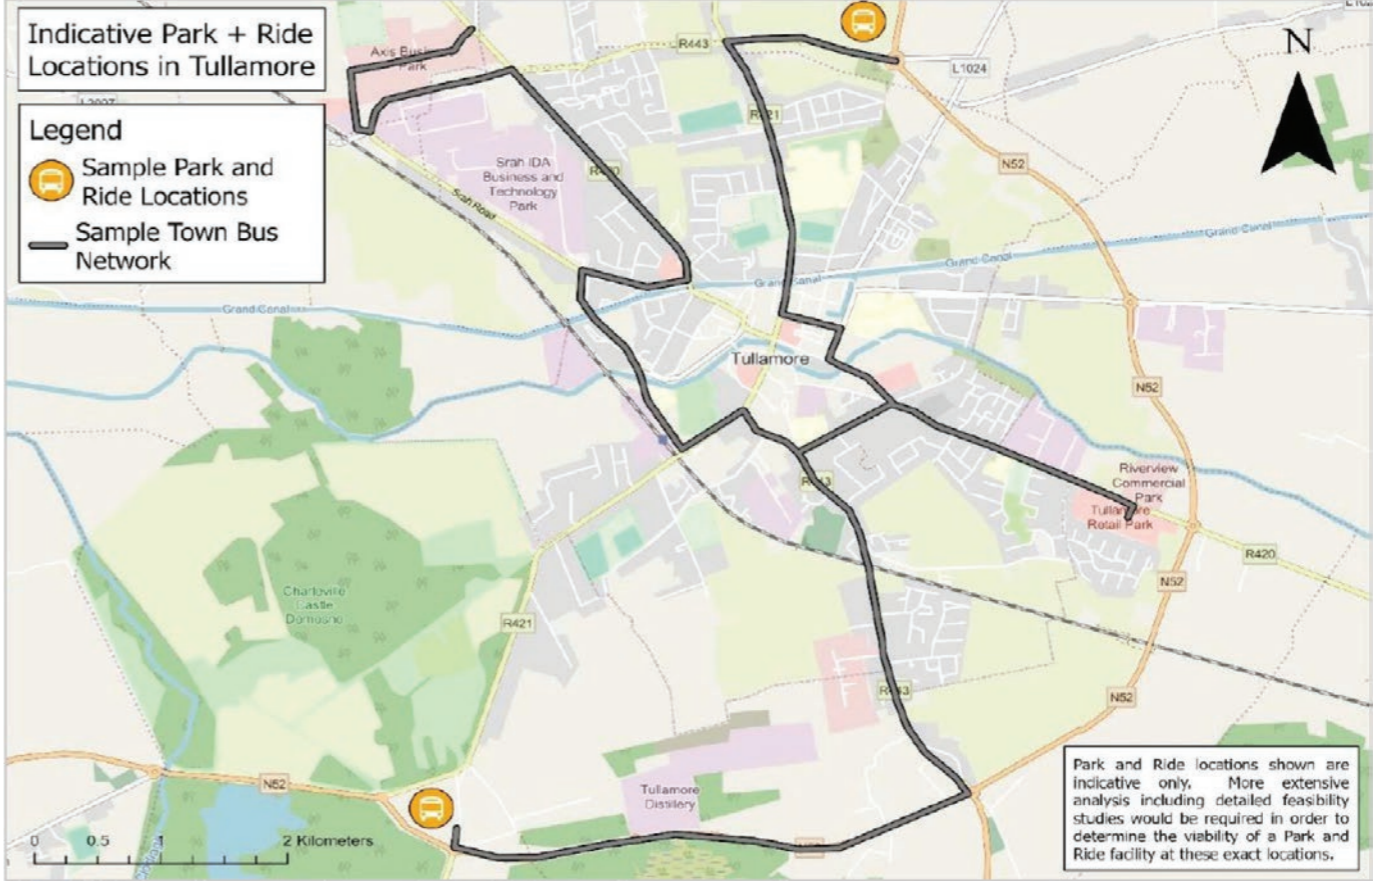 Indicative Park + Ride
Locations in Tullamore
Legend
Sample Park and
Ride Locations
Sample Town Bus
Network
N
Axis
Park
R443
L1024
N52
Srah IDA
Business and
Technology
Park
Srah Road
Grand Canal
Grand Canal
Grand Canal
Grand Canal
Tullamore
N52
Riverview
Commercial
Park
Retail Park
R420
N52
Charleville
Castle
R421
N52
N52
Tullamore
Distillery
0 0.5 1 2 Kilometers
Park and Ride locations shown are
indicative only. More extensive
analysis including detailed feasibility
studies would be required in order to
determine the viability of a Park and
Ride facility at these exact locations.